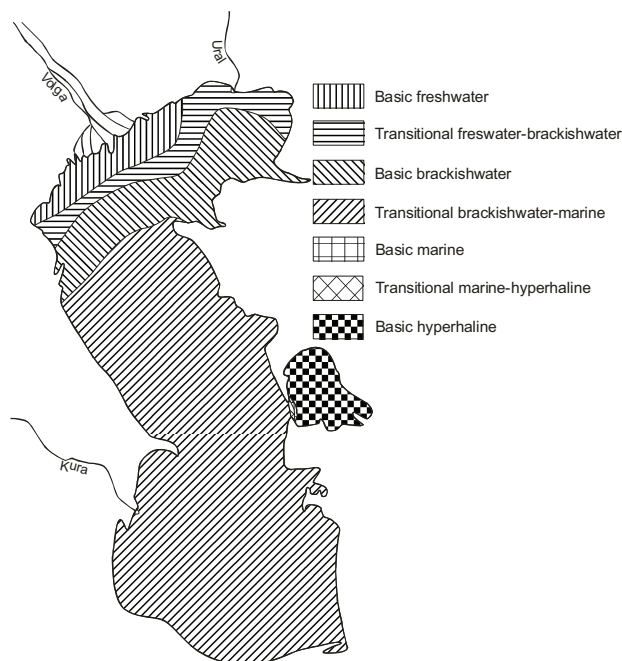 Ural
Volga
Basic freshwater
Transitional freswater-brackishwater
Basic brackishwater
Transitional brackishwater-marine
Basic marine
Transitional marine-hyperhaline
Basic hyperhaline
Kura